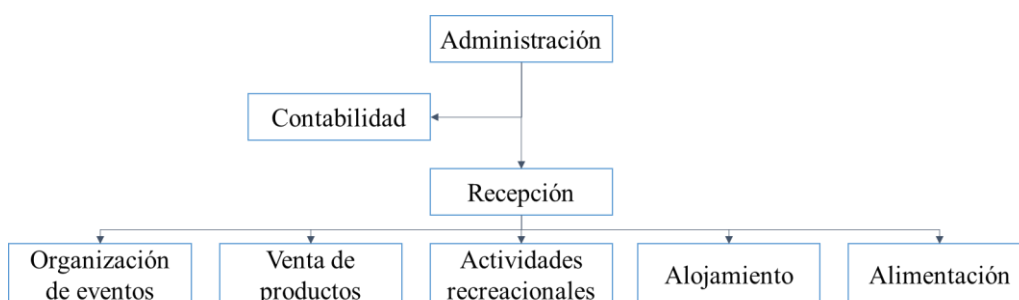 Administración
Contabilidad
Recepción
Organización
de eventos
Venta de
productos
Actividades
recreacionales
Alojamiento
Alimentación